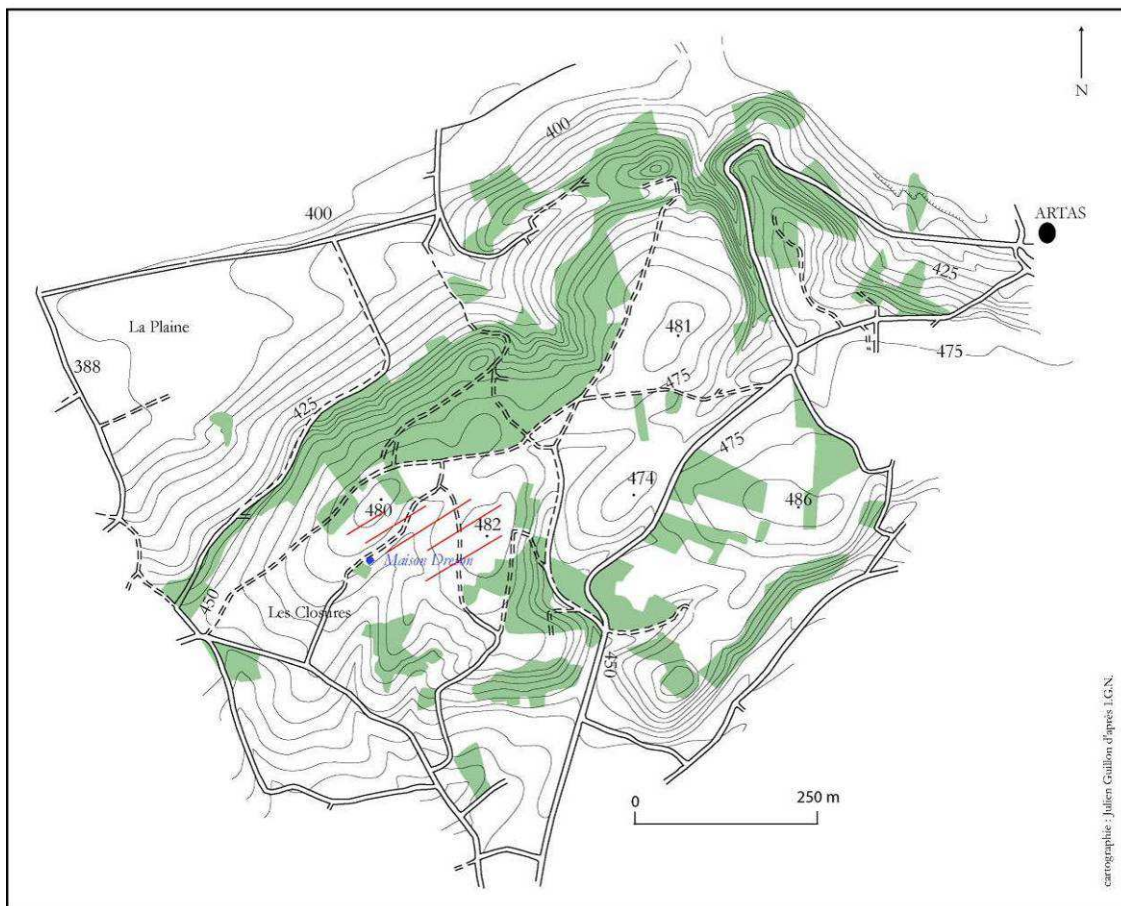 N
400
ARTAS
400
425
La Plaine
481
475
388
475
425
475
474
480
486
482
Maison Drevon
450
Les Closures
450
0 250 m
cartographie : Julien Guillon d'après I.G.N.